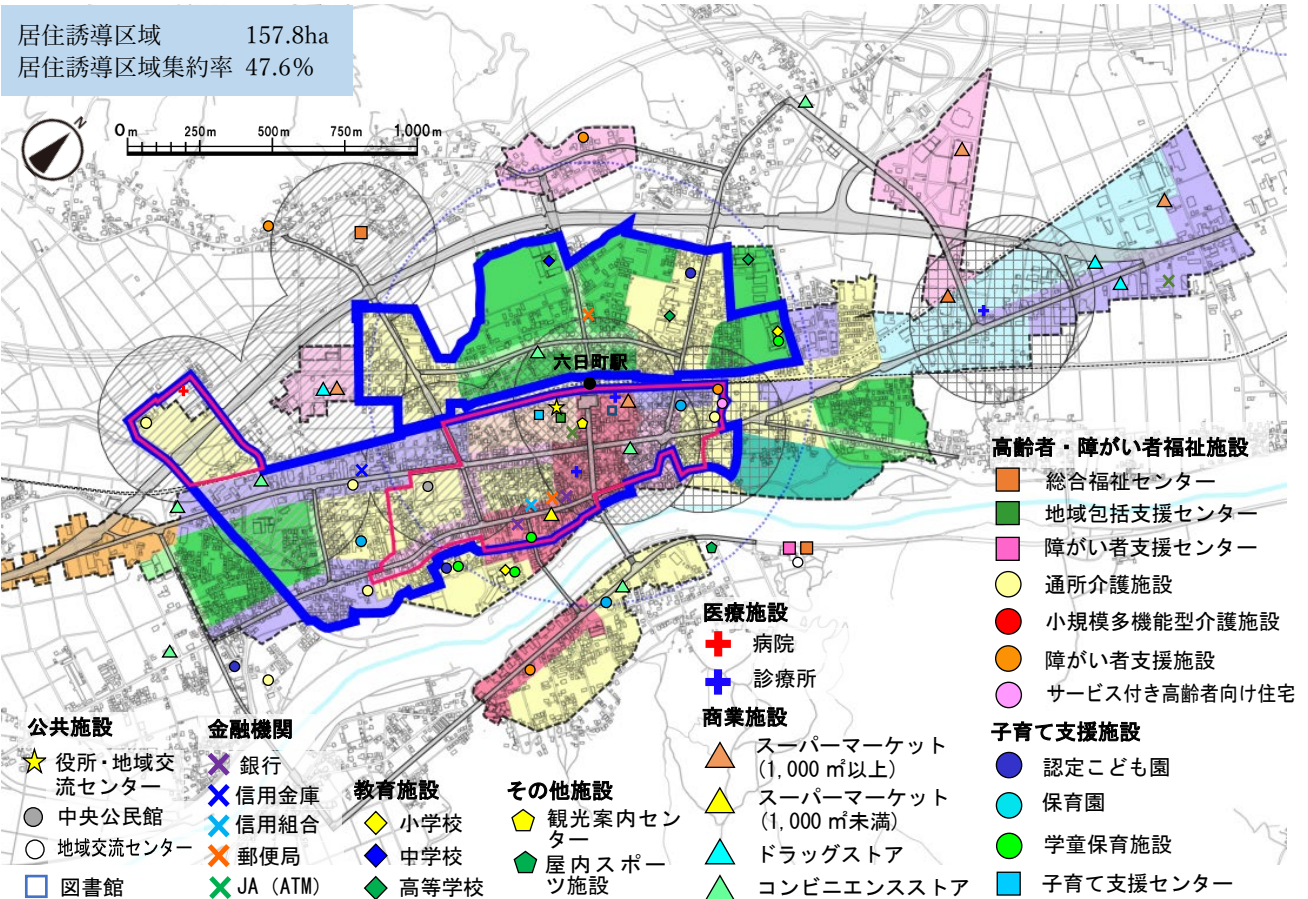 居住誘導区域 157.8ha
居住誘導区域集約率 47.6%
N
0m 250m 500m 750m 1,000m
六日町駅
公共施設
役所・地域交
流センター
中央公民館
地域交流センター
図書館
金融機関
銀行
信用金庫
信用組合
郵便局
JA（ATM）
教育施設
小学校
中学校
高等学校
その他施設
観光案内セン
ター
屋内スポー
ツ施設
医療施設
病院
診療所
商業施設
スーパーマーケット
(1,000 ㎡以上)
スーパーマーケット
(1,000 ㎡未満)
ドラッグストア
コンビニエンスストア
高齢者・障がい者福祉施設
総合福祉センター
地域包括支援センター
障がい者支援センター
通所介護施設
小規模多機能型介護施設
障がい者支援施設
サービス付き高齢者向け住宅
子育て支援施設
認定こども園
保育園
学童保育施設
子育て支援センター